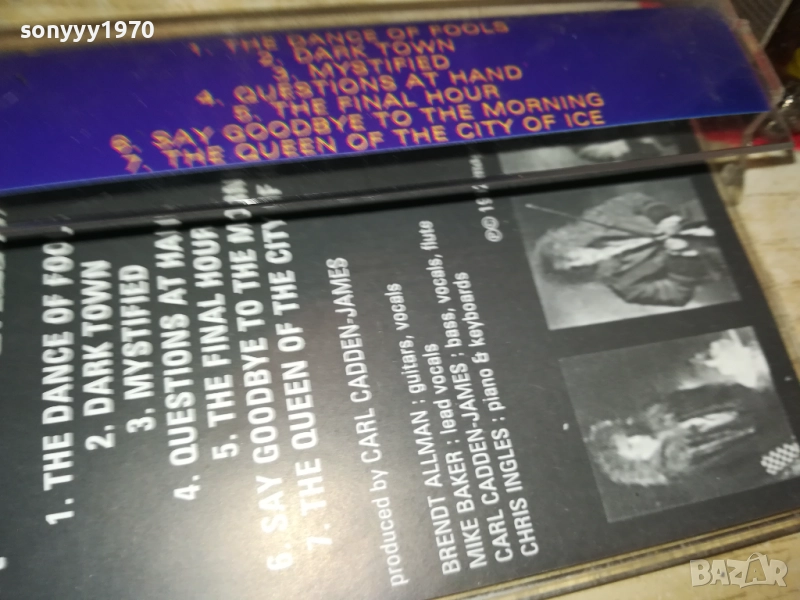 sonyyy1970
1. THE DANCE OF FOOLS
2. DARK TOWN
3. MYSTIFIED
4. QUESTIONS AT HAND
5. THE FINAL HOUR
6. SAY GOODBYE TO THE MORNING
7. THE QUEEN OF THE CITY OF ICE
1. THE DANCE OF FOO
2. DARK TOWN
3. MYSTIFIED
4. QUESTIONS AT HA
5. THE FINAL HOUR
6. SAY GOODBYE TO THE MO
7. THE QUEEN OF THE CITY OF
produced by CARL CADDEN-JAMES
BRENDT ALLMAN : guitars, vocals
MIKE BAKER : lead vocals
CARL CADDEN-JAMES : bass, vocals, flute
CHRIS INGLES : piano & keyboards
BAZAR